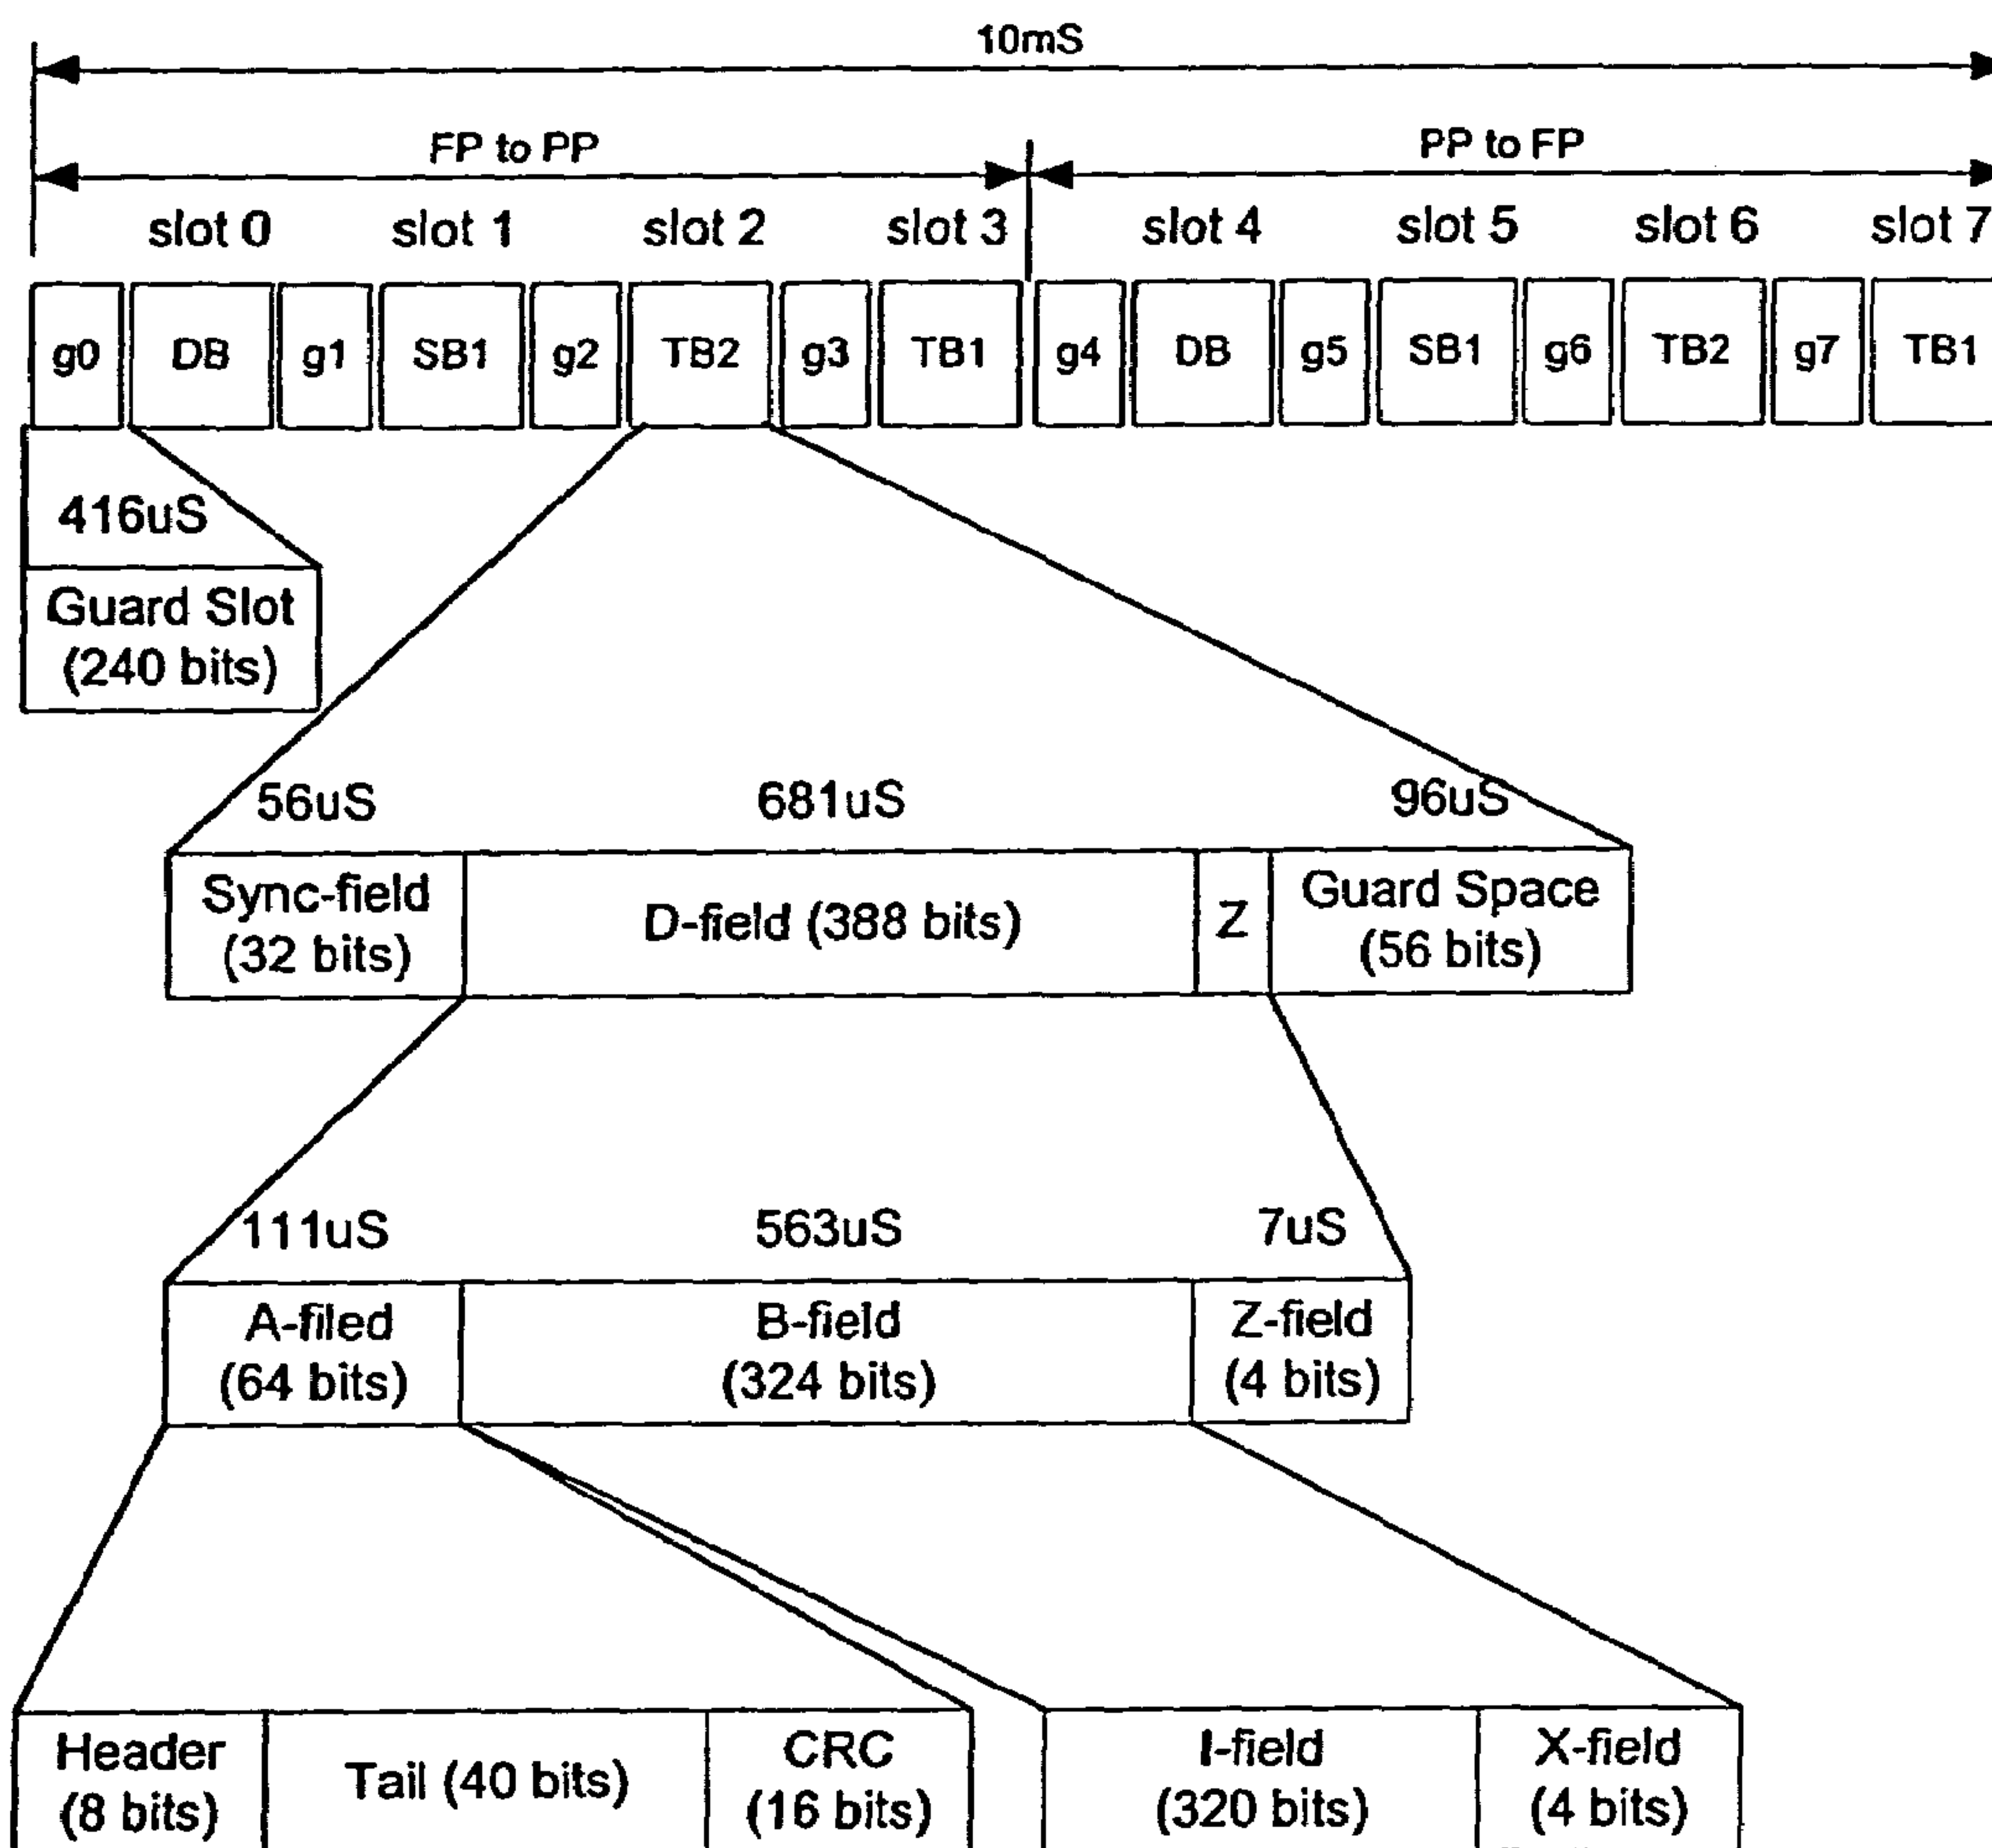 10mS
FP to PP PP to FP
slot 0 slot 1 slot 2 slot 3 slot 4 slot 5 slot 6 slot 7
g0 DB g1 SB1 g2 TB2 g3 TB1 g4 DB g5 SB1 g6 TB2 g7 TB1
416uS
Guard Slot
(240 bits)
56uS 681uS 96uS
Sync-field
(32 bits)
D-field (388 bits)
Z
Guard Space
(56 bits)
111uS 563uS 7uS
A-filed
(64 bits)
B-field
(324 bits)
Z-field
(4 bits)
Header
(8 bits)
Tail (40 bits)
CRC
(16 bits)
I-field
(320 bits)
X-field
(4 bits)